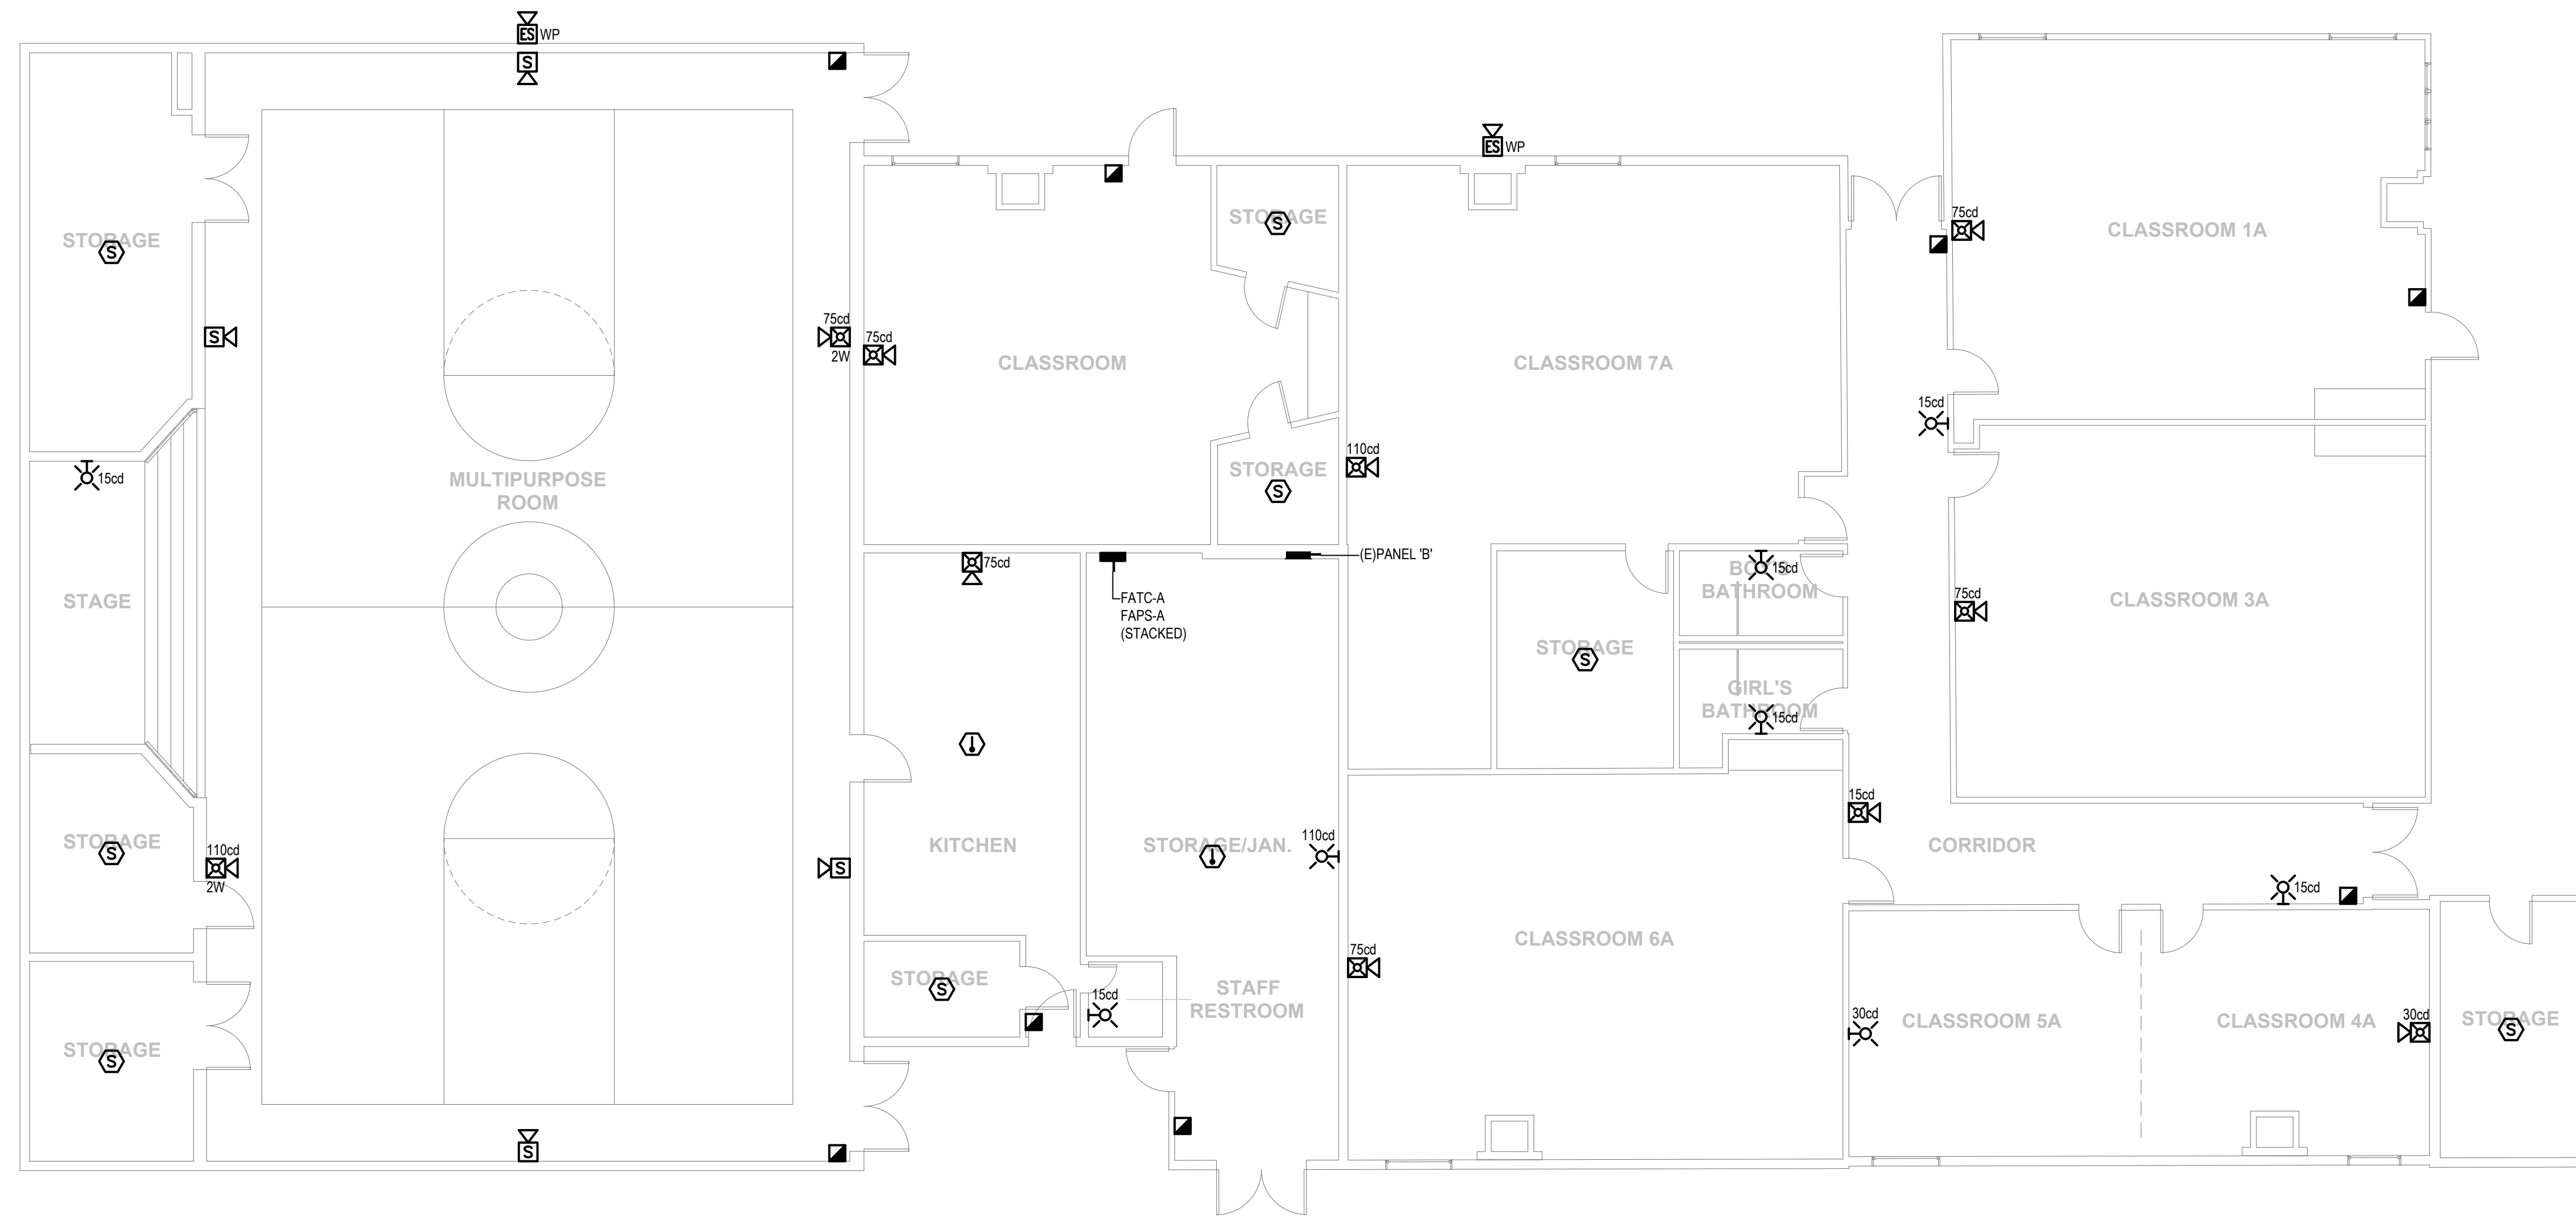 ES WP
S
ES WP
75cd
STORAGE
S
STORAGE
S
CLASSROOM 1A
S
75cd
2W
75cd
CLASSROOM
CLASSROOM 7A
15cd
15cd
MULTIPURPOSE
ROOM
STORAGE
S
110cd
(E)PANEL 'B'
75cd
FATC-A
FAPS-A
(STACKED)
STAGE
BOY'S
BATHROOM
15cd
75cd
CLASSROOM 3A
STORAGE
S
GIRL'S
BATHROOM
15cd
15cd
STORAGE
S
110cd
2W
S
KITCHEN
STORAGE/JAN.
110cd
CORRIDOR
15cd
75cd
CLASSROOM 6A
STORAGE
S
STORAGE
S
15cd
STAFF
RESTROOM
30cd
CLASSROOM 5A
CLASSROOM 4A
30cd
STORAGE
S
S